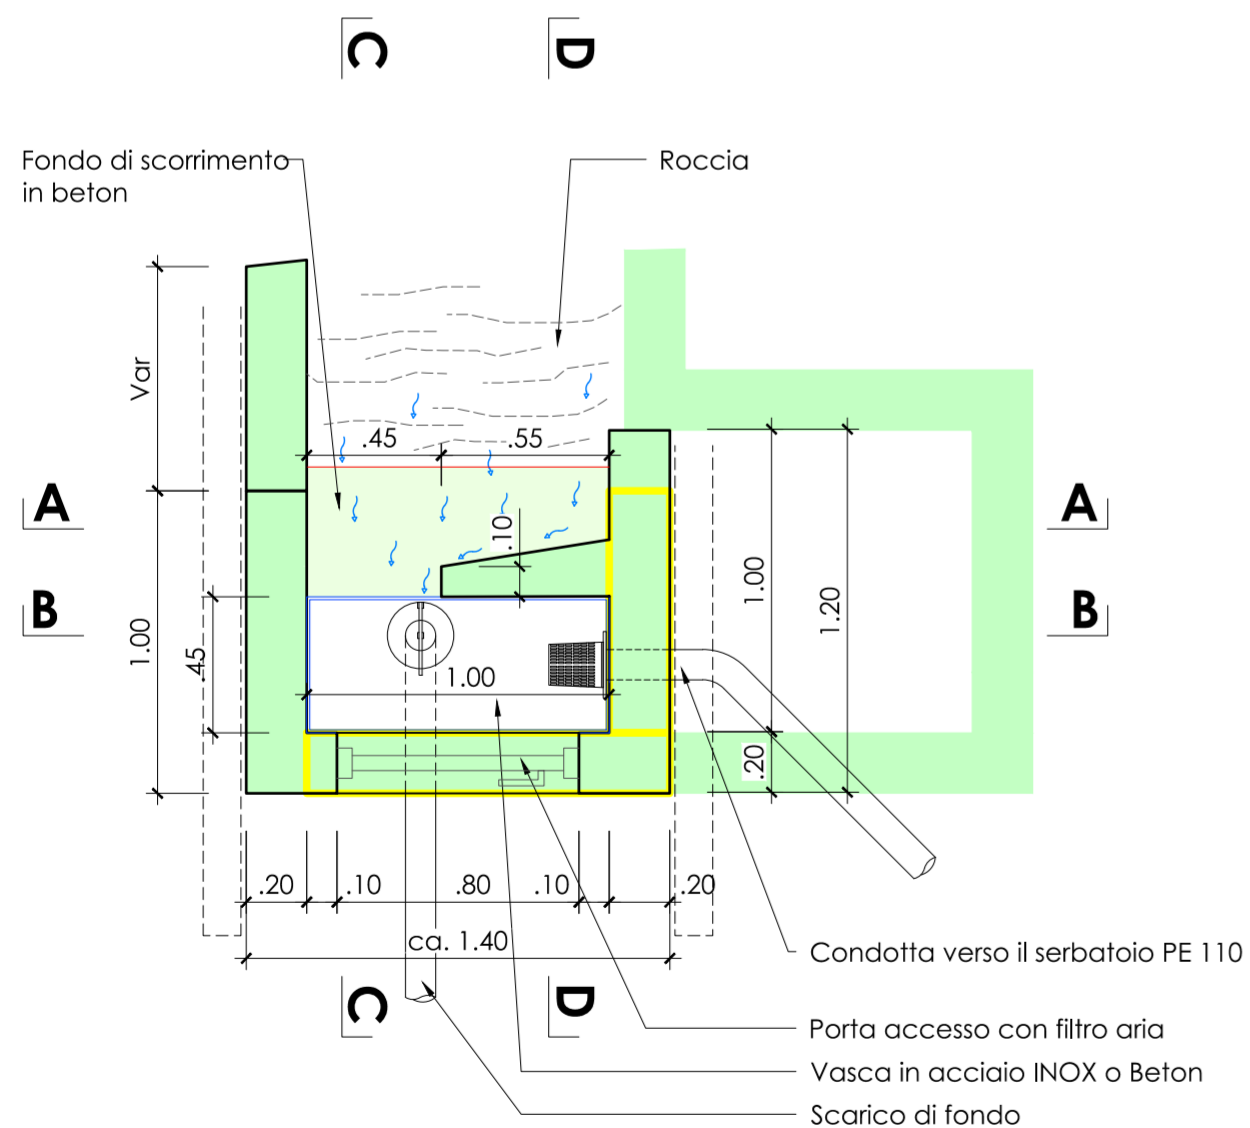 C
D
Fondo di scorrimento
in beton
Roccia
Var
.45
.55
A
A
.10
1.00
1.20
B
B
1.00
.45
1.00
.20
.20
.10
.80
.10
.20
ca. 1.40
Condotta verso il serbatoio PE 110
C
D
Porta accesso con filtro aria
Vasca in acciaio INOX o Beton
Scarico di fondo